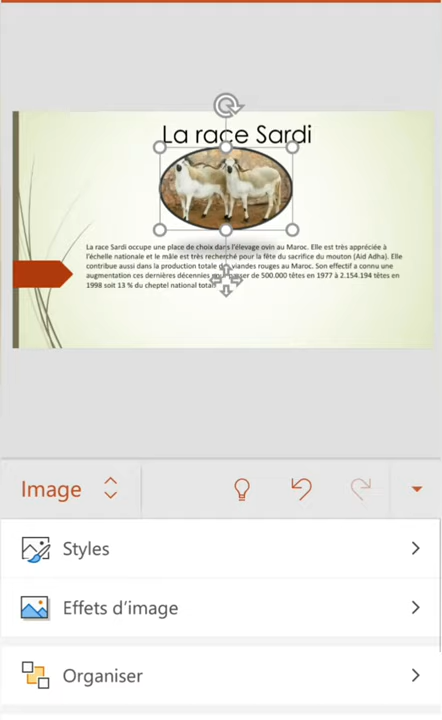 La race Sardi
La race Sardi occupe une place de choix dans l'élevage ovin au Maroc. Elle est très appréciée à
l'échelle nationale et le mâle est très recherché pour la fête du sacrifice du mouton (Aid Adha). Elle
contribue aussi dans la production totale des viandes rouges au Maroc. Son effectif a connu une
augmentation ces dernières décennies pour passer de 500.000 têtes en 1977 à 2.154.194 têtes en
1998 soit 13 % du cheptel national total
Image
Styles
Effets d’image
Organiser